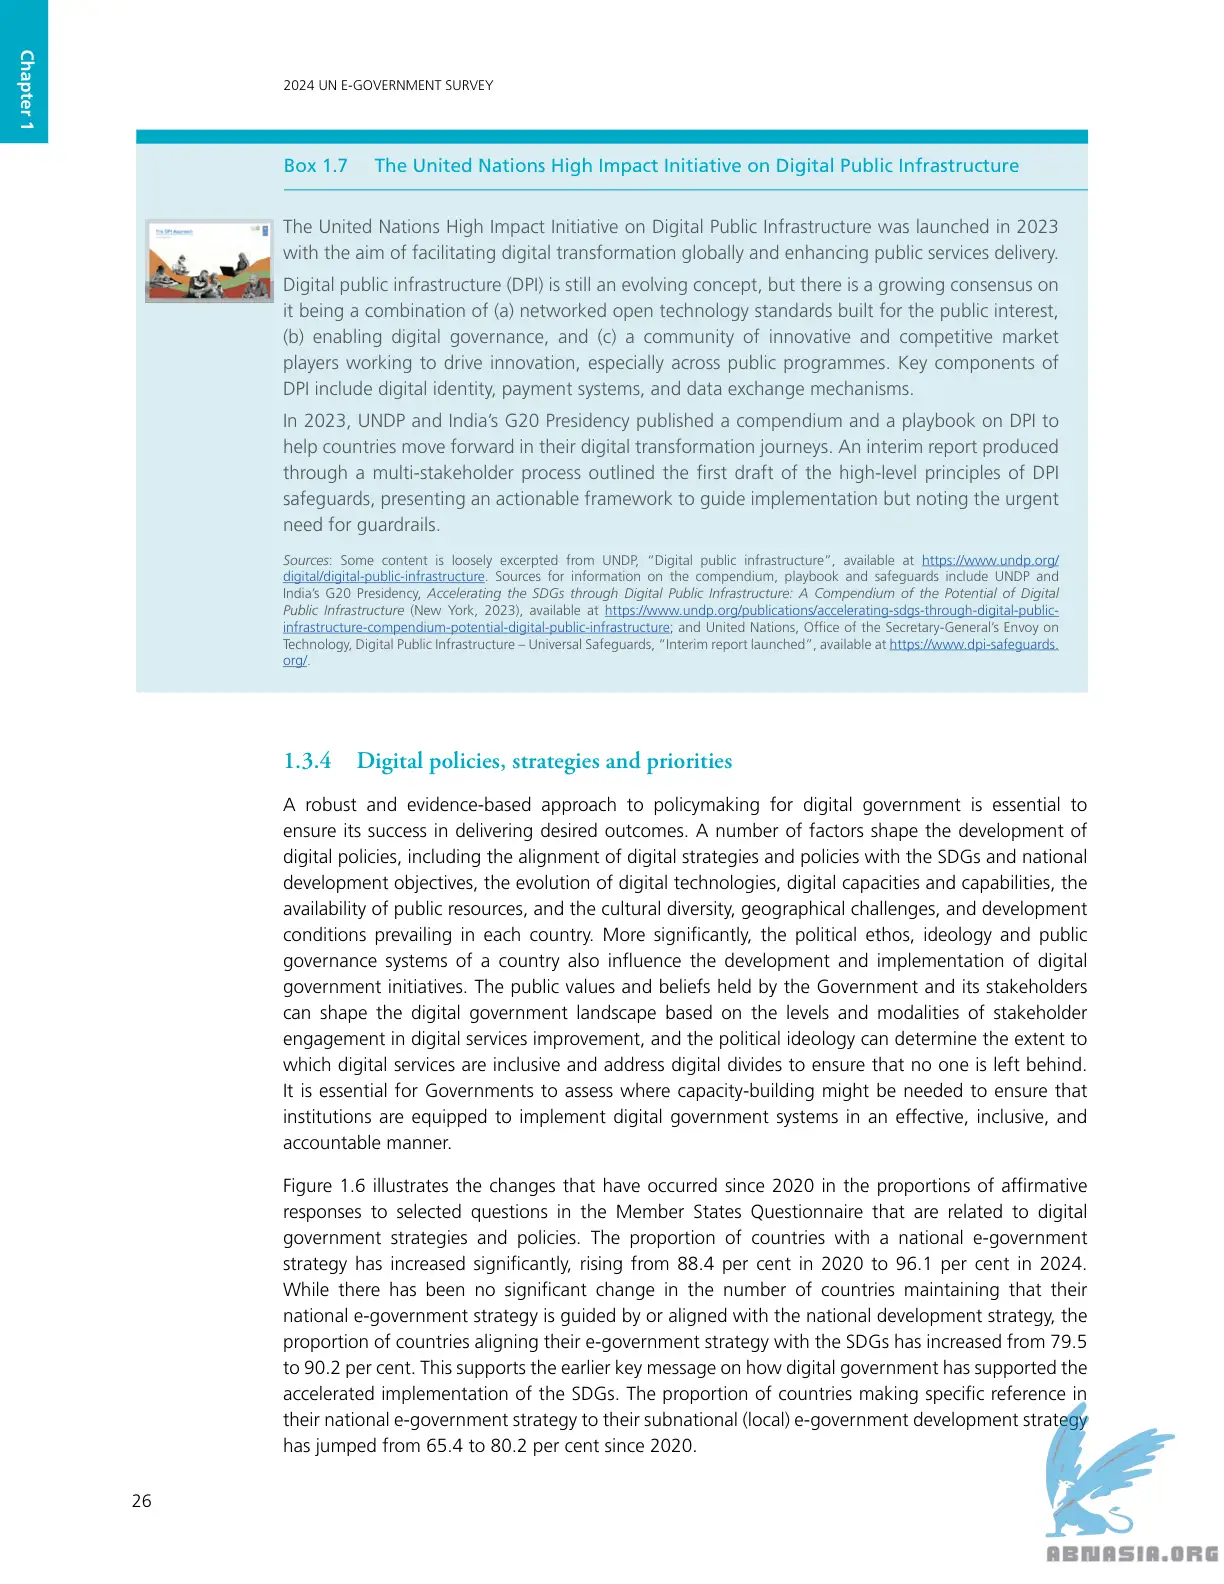 Chapter 1
2024 UN E-GOVERNMENT SURVEY
Box 1.7 The United Nations High Impact Initiative on Digital Public Infrastructure
The DPI Approach
The United Nations High Impact Initiative on Digital Public Infrastructure was launched in 2023
with the aim of facilitating digital transformation globally and enhancing public services delivery.
Digital public infrastructure (DPI) is still an evolving concept, but there is a growing consensus on
it being a combination of (a) networked open technology standards built for the public interest,
(b) enabling digital governance, and (c) a community of innovative and competitive market
players working to drive innovation, especially across public programmes. Key components of
DPI include digital identity, payment systems, and data exchange mechanisms.
In 2023, UNDP and India’s G20 Presidency published a compendium and a playbook on DPI to
help countries move forward in their digital transformation journeys. An interim report produced
through a multi-stakeholder process outlined the first draft of the high-level principles of DPI
safeguards, presenting an actionable framework to guide implementation but noting the urgent
need for guardrails.
Sources: Some content is loosely excerpted from UNDP, “Digital public infrastructure”, available at https://www.undp.org/
digital/digital-public-infrastructure. Sources for information on the compendium, playbook and safeguards include UNDP and
India’s G20 Presidency, Accelerating the SDGs through Digital Public Infrastructure: A Compendium of the Potential of Digital
Public Infrastructure (New York, 2023), available at https://www.undp.org/publications/accelerating-sdgs-through-digital-public-
infrastructure-compendium-potential-digital-public-infrastructure; and United Nations, Office of the Secretary-General’s Envoy on
Technology, Digital Public Infrastructure – Universal Safeguards, “Interim report launched”, available at https://www.dpi-safeguards.
org/.
1.3.4 Digital policies, strategies and priorities
A robust and evidence-based approach to policymaking for digital government is essential to
ensure its success in delivering desired outcomes. A number of factors shape the development of
digital policies, including the alignment of digital strategies and policies with the SDGs and national
development objectives, the evolution of digital technologies, digital capacities and capabilities, the
availability of public resources, and the cultural diversity, geographical challenges, and development
conditions prevailing in each country. More significantly, the political ethos, ideology and public
governance systems of a country also influence the development and implementation of digital
government initiatives. The public values and beliefs held by the Government and its stakeholders
can shape the digital government landscape based on the levels and modalities of stakeholder
engagement in digital services improvement, and the political ideology can determine the extent to
which digital services are inclusive and address digital divides to ensure that no one is left behind.
It is essential for Governments to assess where capacity-building might be needed to ensure that
institutions are equipped to implement digital government systems in an effective, inclusive, and
accountable manner.
Figure 1.6 illustrates the changes that have occurred since 2020 in the proportions of affirmative
responses to selected questions in the Member States Questionnaire that are related to digital
government strategies and policies. The proportion of countries with a national e-government
strategy has increased significantly, rising from 88.4 per cent in 2020 to 96.1 per cent in 2024.
While there has been no significant change in the number of countries maintaining that their
national e-government strategy is guided by or aligned with the national development strategy, the
proportion of countries aligning their e-government strategy with the SDGs has increased from 79.5
to 90.2 per cent. This supports the earlier key message on how digital government has supported the
accelerated implementation of the SDGs. The proportion of countries making specific reference in
their national e-government strategy to their subnational (local) e-government development strategy
has jumped from 65.4 to 80.2 per cent since 2020.
26
ABNASIA.ORG